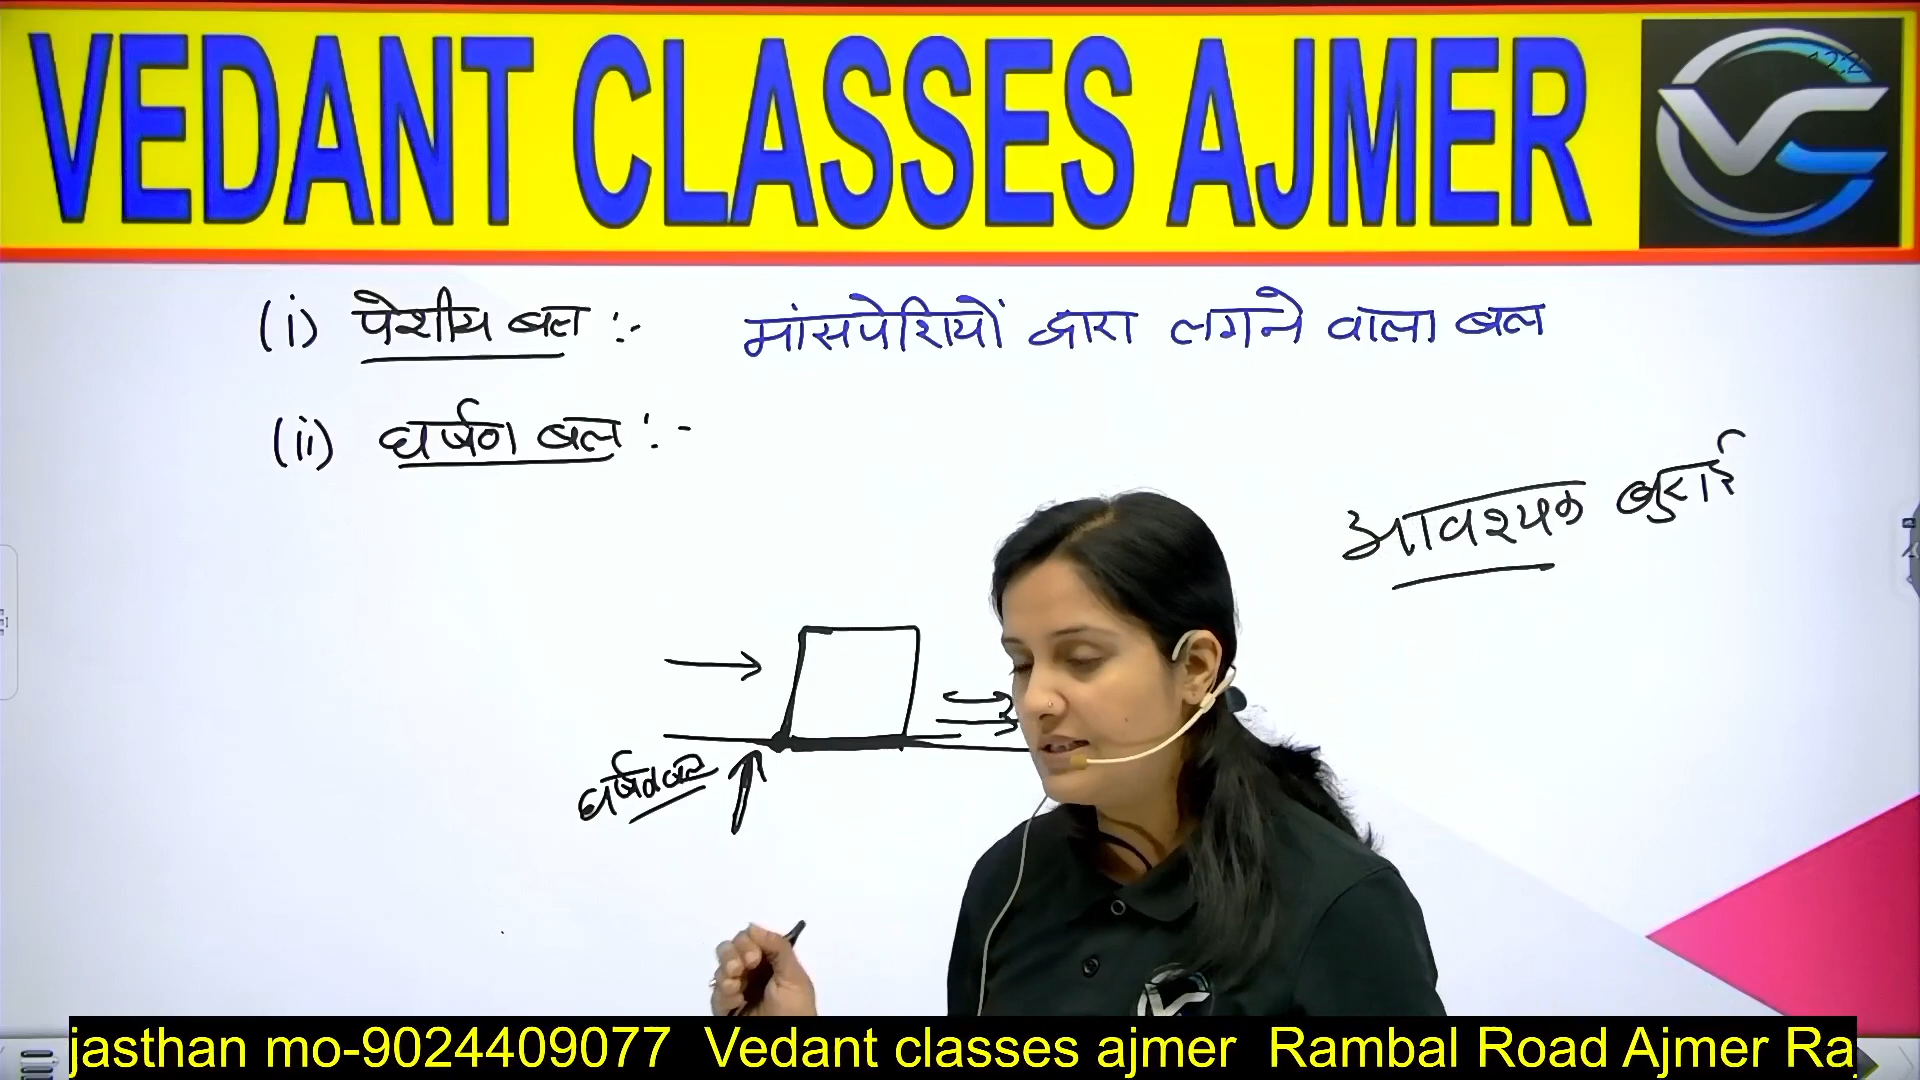 VEDANT CLASSES AJMER
(i) पेशीय बल :- मांसपेशियों द्वारा लगने वाला बल
(ii) घर्षण बल :-
आवश्यक बुराई
घर्षण बल
jasthan mo-9024409077 Vedant classes ajmer Rambal Road Ajmer Ra